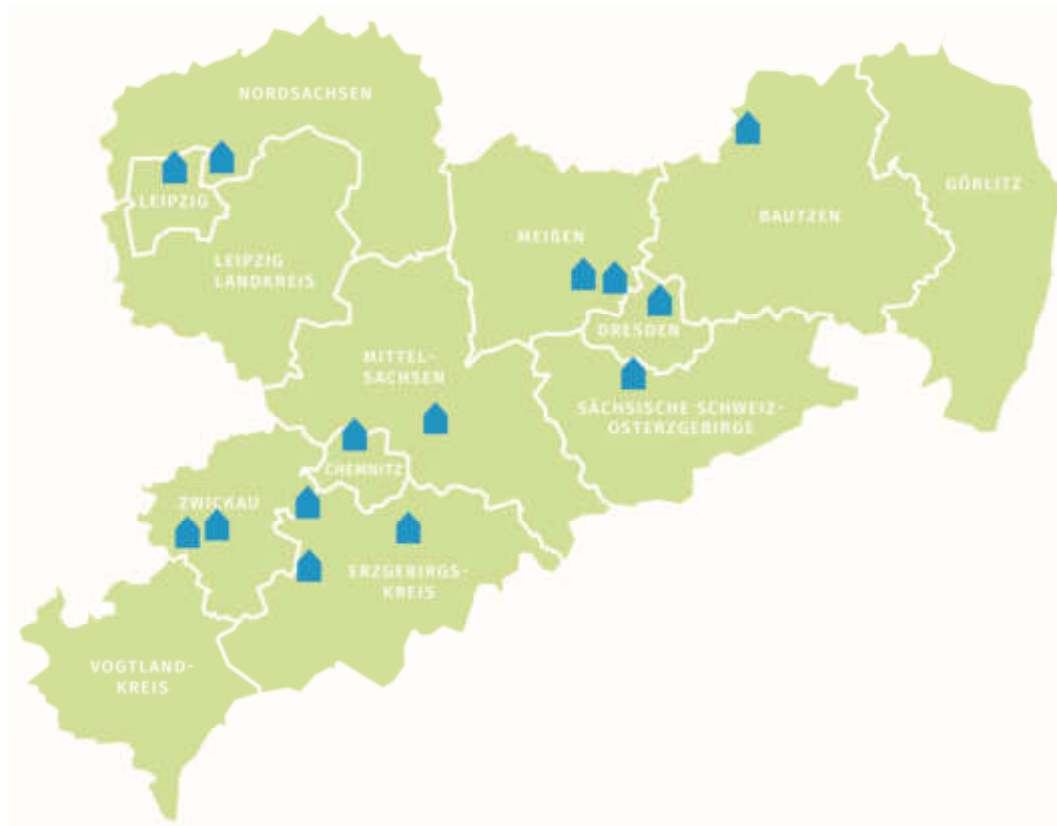 NORDSACHSEN
LEIPZIG
LEIPZIG
LANDKREIS
MEIßEN
BAUTZEN
GÖRLITZ
DRESDEN
MITTEL-
SACHSEN
SÄCHSISCHE SCHWEIZ-
OSTERZGEBIRGE
CHEMNITZ
ZWICKAU
ERZGEBIRGS-
KREIS
VOGTLAND-
KREIS